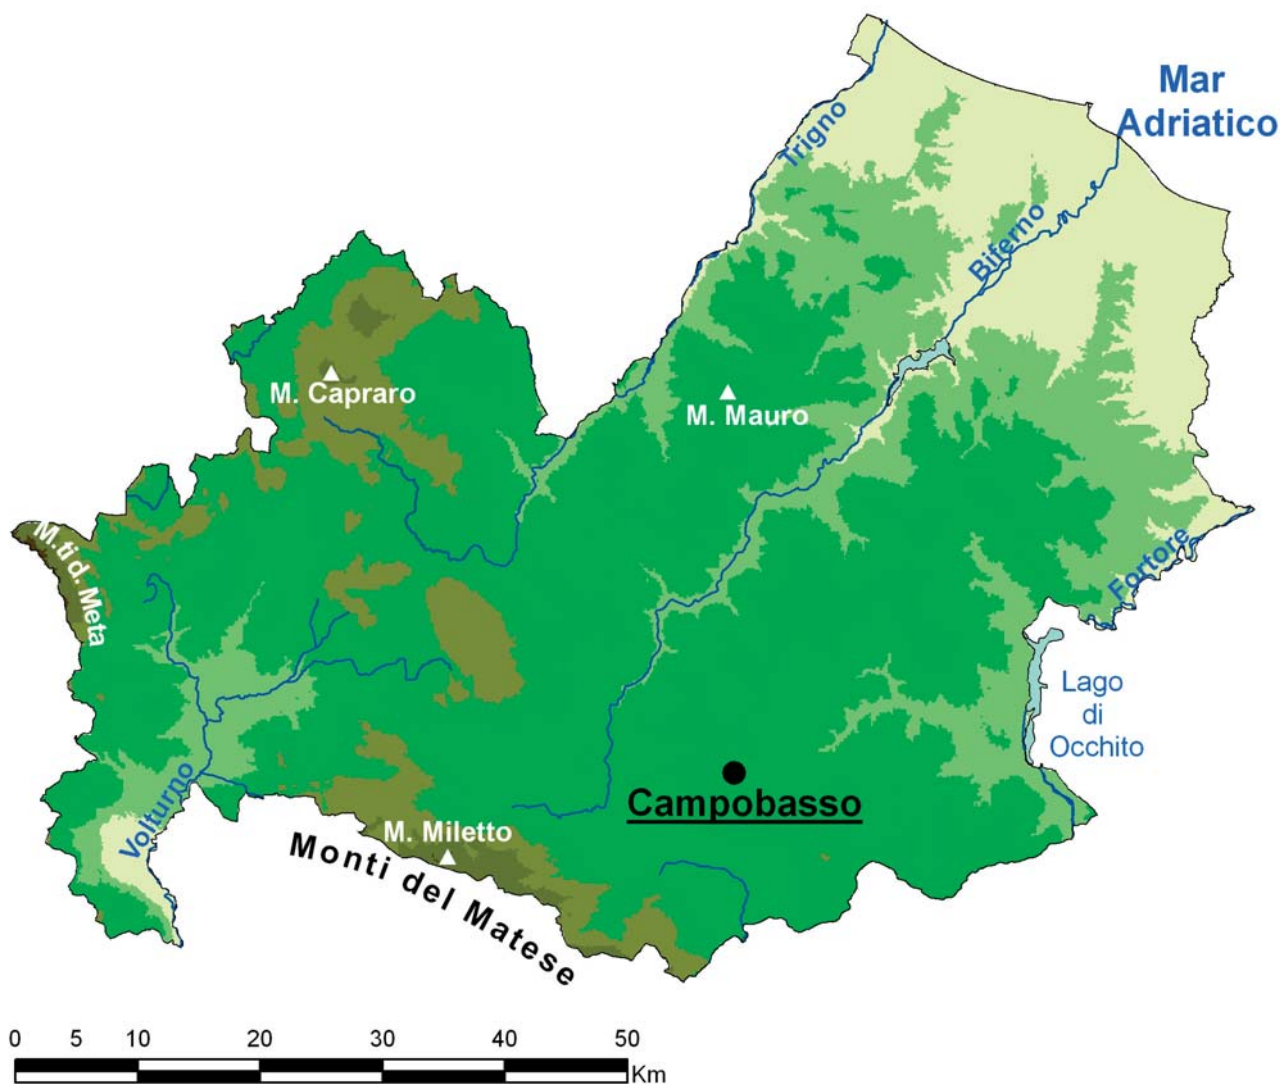 Mar
Adriatico
Trigno
Biferno
M. Capraro
M. Mauro
M.ti d. Meta
Fortore
Lago
di
Occhito
Volturno
Campobasso
M. Miletto
Monti del Matese
0 5 10 20 30 40 50
Km